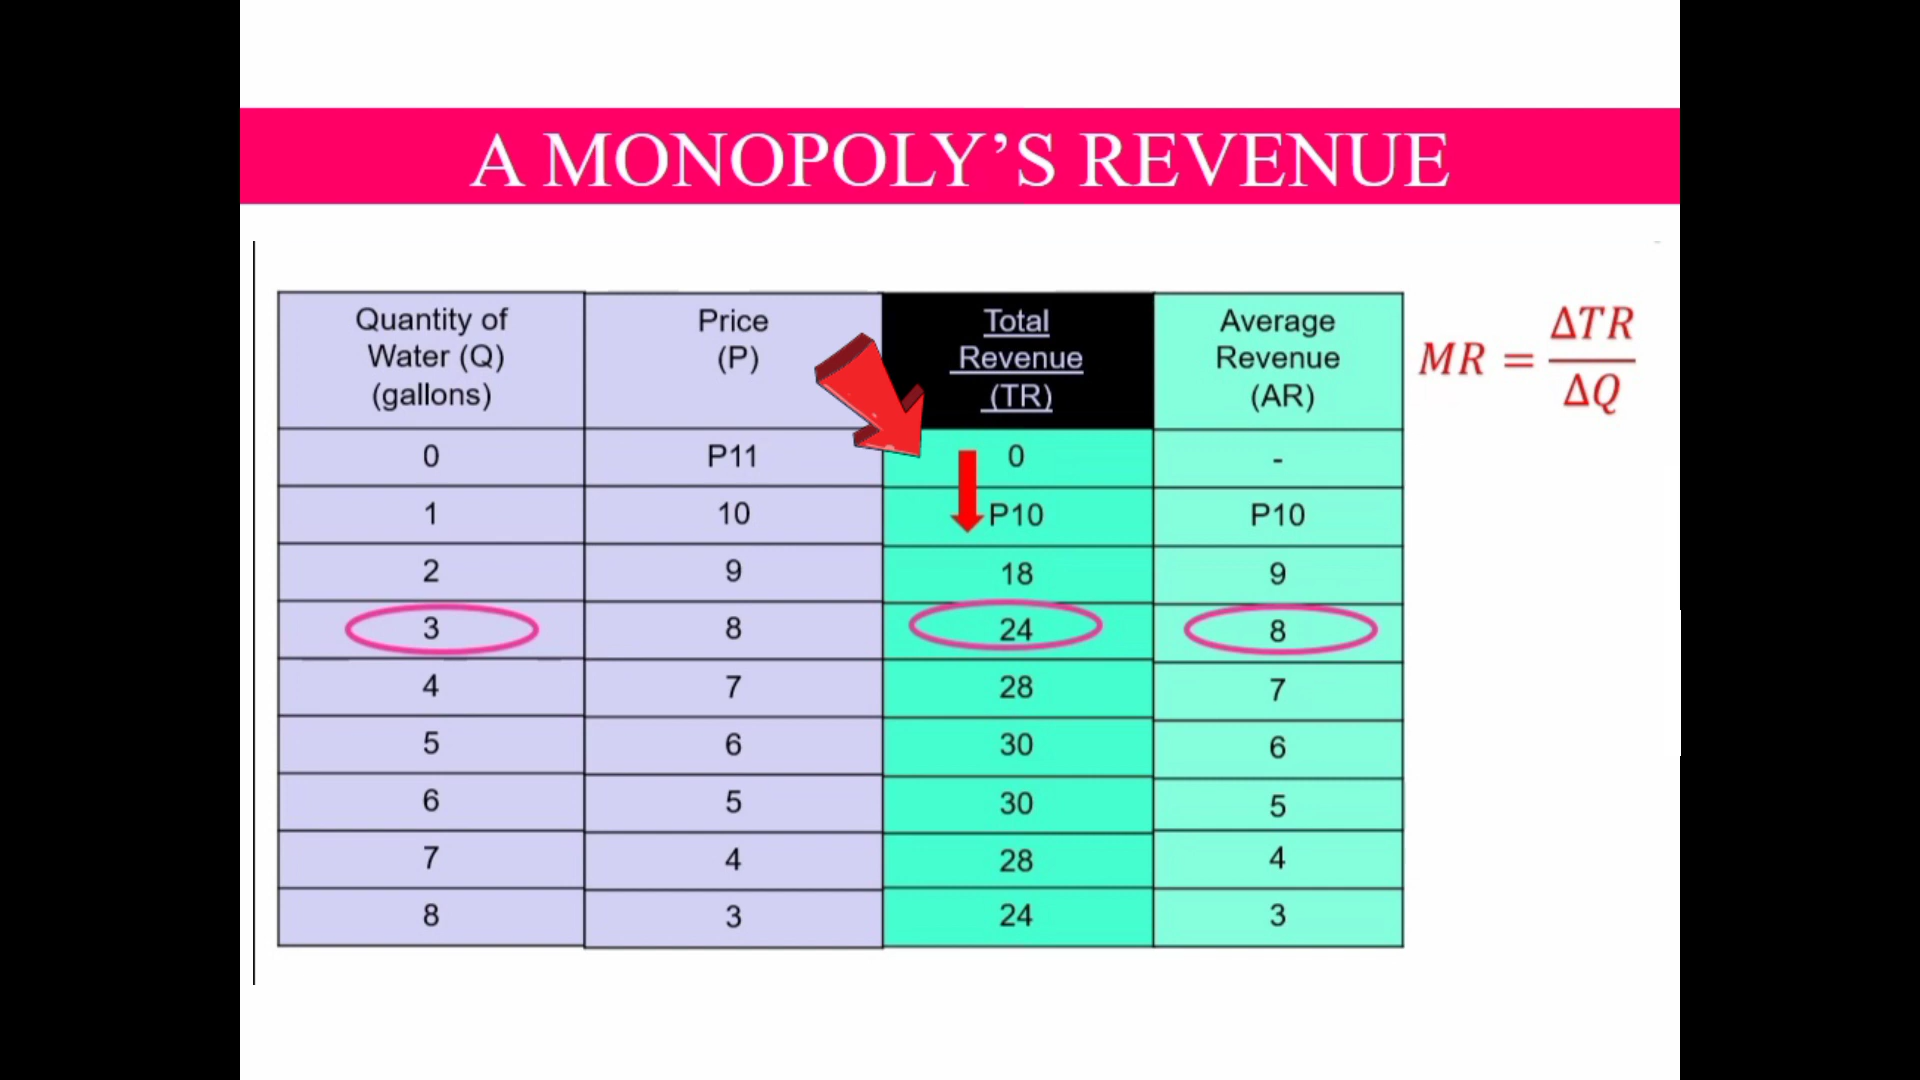 A MONOPOLY’S REVENUE
Quantity of
Water (Q)
(gallons)
Price
(P)
Total
Revenue
(TR)
Average
Revenue
(AR)
MR = ΔTR / ΔQ
0 P11 0 -
1 10 P10 P10
2 9 18 9
3 8 24 8
4 7 28 7
5 6 30 6
6 5 30 5
7 4 28 4
8 3 24 3